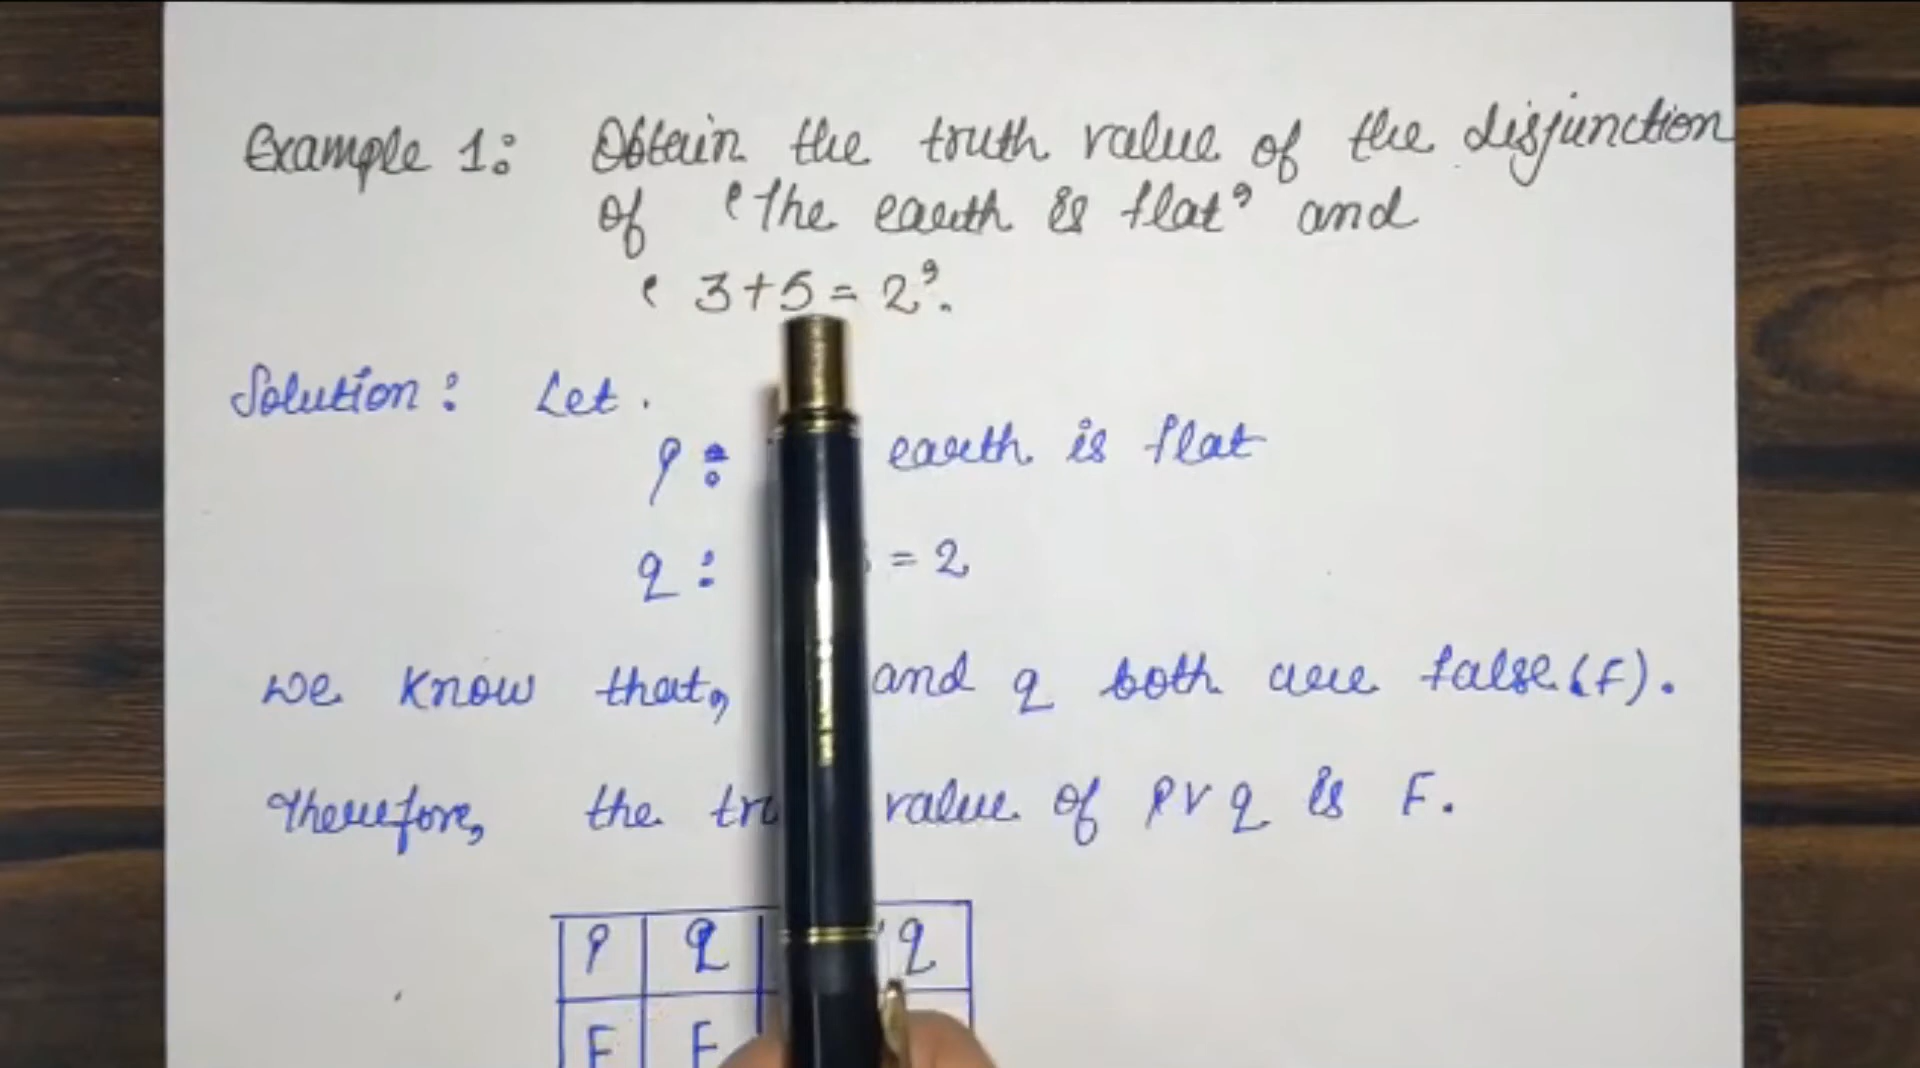 Example 1: Obtain the truth value of the disjunction
of 'the earth is flat' and
'3+5=2'.
Solution: Let.
p: earth is flat
q: = 2
we know that, and q both are false(F).
Therefore, the value of p∨q is F.
p q q
F F